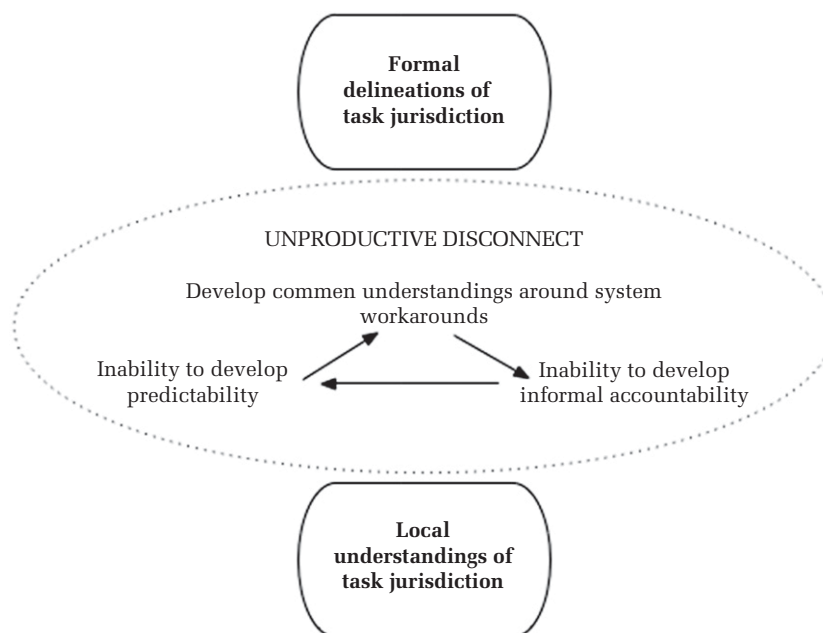 Formal
delineations of
task jurisdiction
UNPRODUCTIVE DISCONNECT
Develop commen understandings around system
workarounds
Inability to develop
predictability
Inability to develop
informal accountability
Local
understandings of
task jurisdiction